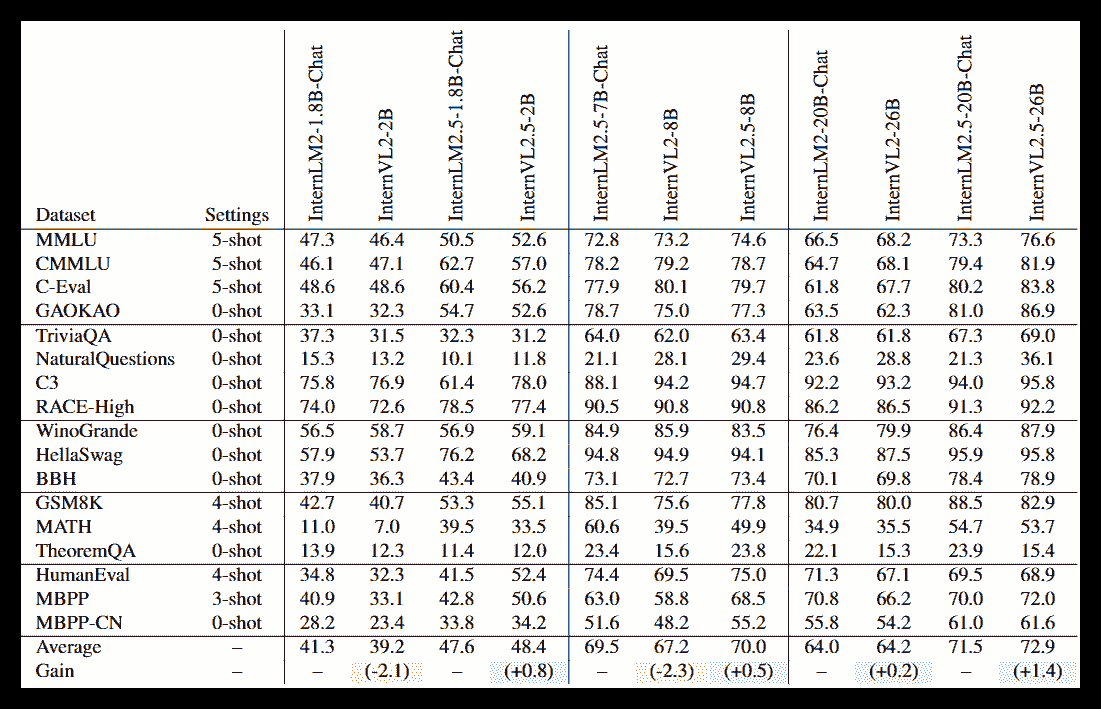 Dataset Settings InternLM2-1.8B-Chat InternVL2-2B InternLM2.5-1.8B-Chat InternVL2.5-2B InternLM2.5-7B-Chat InternVL2-8B InternVL2.5-8B InternLM2-20B-Chat InternVL2-26B InternLM2.5-20B-Chat InternVL2.5-26B
MMLU 5-shot 47.3 46.4 50.5 52.6 72.8 73.2 74.6 66.5 68.2 73.3 76.6
CMMLU 5-shot 46.1 47.1 62.7 57.0 78.2 79.2 78.7 64.7 68.1 79.4 81.9
C-Eval 5-shot 48.6 48.6 60.4 56.2 77.9 80.1 79.7 61.8 67.7 80.2 83.8
GAOKAO 0-shot 33.1 32.3 54.7 52.6 78.7 75.0 77.3 63.5 62.3 81.0 86.9
TriviaQA 0-shot 37.3 31.5 32.3 31.2 64.0 62.0 63.4 61.8 61.8 67.3 69.0
NaturalQuestions 0-shot 15.3 13.2 10.1 11.8 21.1 28.1 29.4 23.6 28.8 21.3 36.1
C3 0-shot 75.8 76.9 61.4 78.0 88.1 94.2 94.7 92.2 93.2 94.0 95.8
RACE-High 0-shot 74.0 72.6 78.5 77.4 90.5 90.8 90.8 86.2 86.5 91.3 92.2
WinoGrande 0-shot 56.5 58.7 56.9 59.1 84.9 85.9 83.5 76.4 79.9 86.4 87.9
HellaSwag 0-shot 57.9 53.7 76.2 68.2 94.8 94.9 94.1 85.3 87.5 95.9 95.8
BBH 0-shot 37.9 36.3 43.4 40.9 73.1 72.7 73.4 70.1 69.8 78.4 78.9
GSM8K 4-shot 42.7 40.7 53.3 55.1 85.1 75.6 77.8 80.7 80.0 88.5 82.9
MATH 4-shot 11.0 7.0 39.5 33.5 60.6 39.5 49.9 34.9 35.5 54.7 53.7
TheoremQA 0-shot 13.9 12.3 11.4 12.0 23.4 15.6 23.8 22.1 15.3 23.9 15.4
HumanEval 4-shot 34.8 32.3 41.5 52.4 74.4 69.5 75.0 71.3 67.1 69.5 68.9
MBPP 3-shot 40.9 33.1 42.8 50.6 63.0 58.8 68.5 70.8 66.2 70.0 72.0
MBPP-CN 0-shot 28.2 23.4 33.8 34.2 51.6 48.2 55.2 55.8 54.2 61.0 61.6
Average – 41.3 39.2 47.6 48.4 69.5 67.2 70.0 64.0 64.2 71.5 72.9
Gain – – (-2.1) – (+0.8) – (-2.3) (+0.5) – (+0.2) – (+1.4)